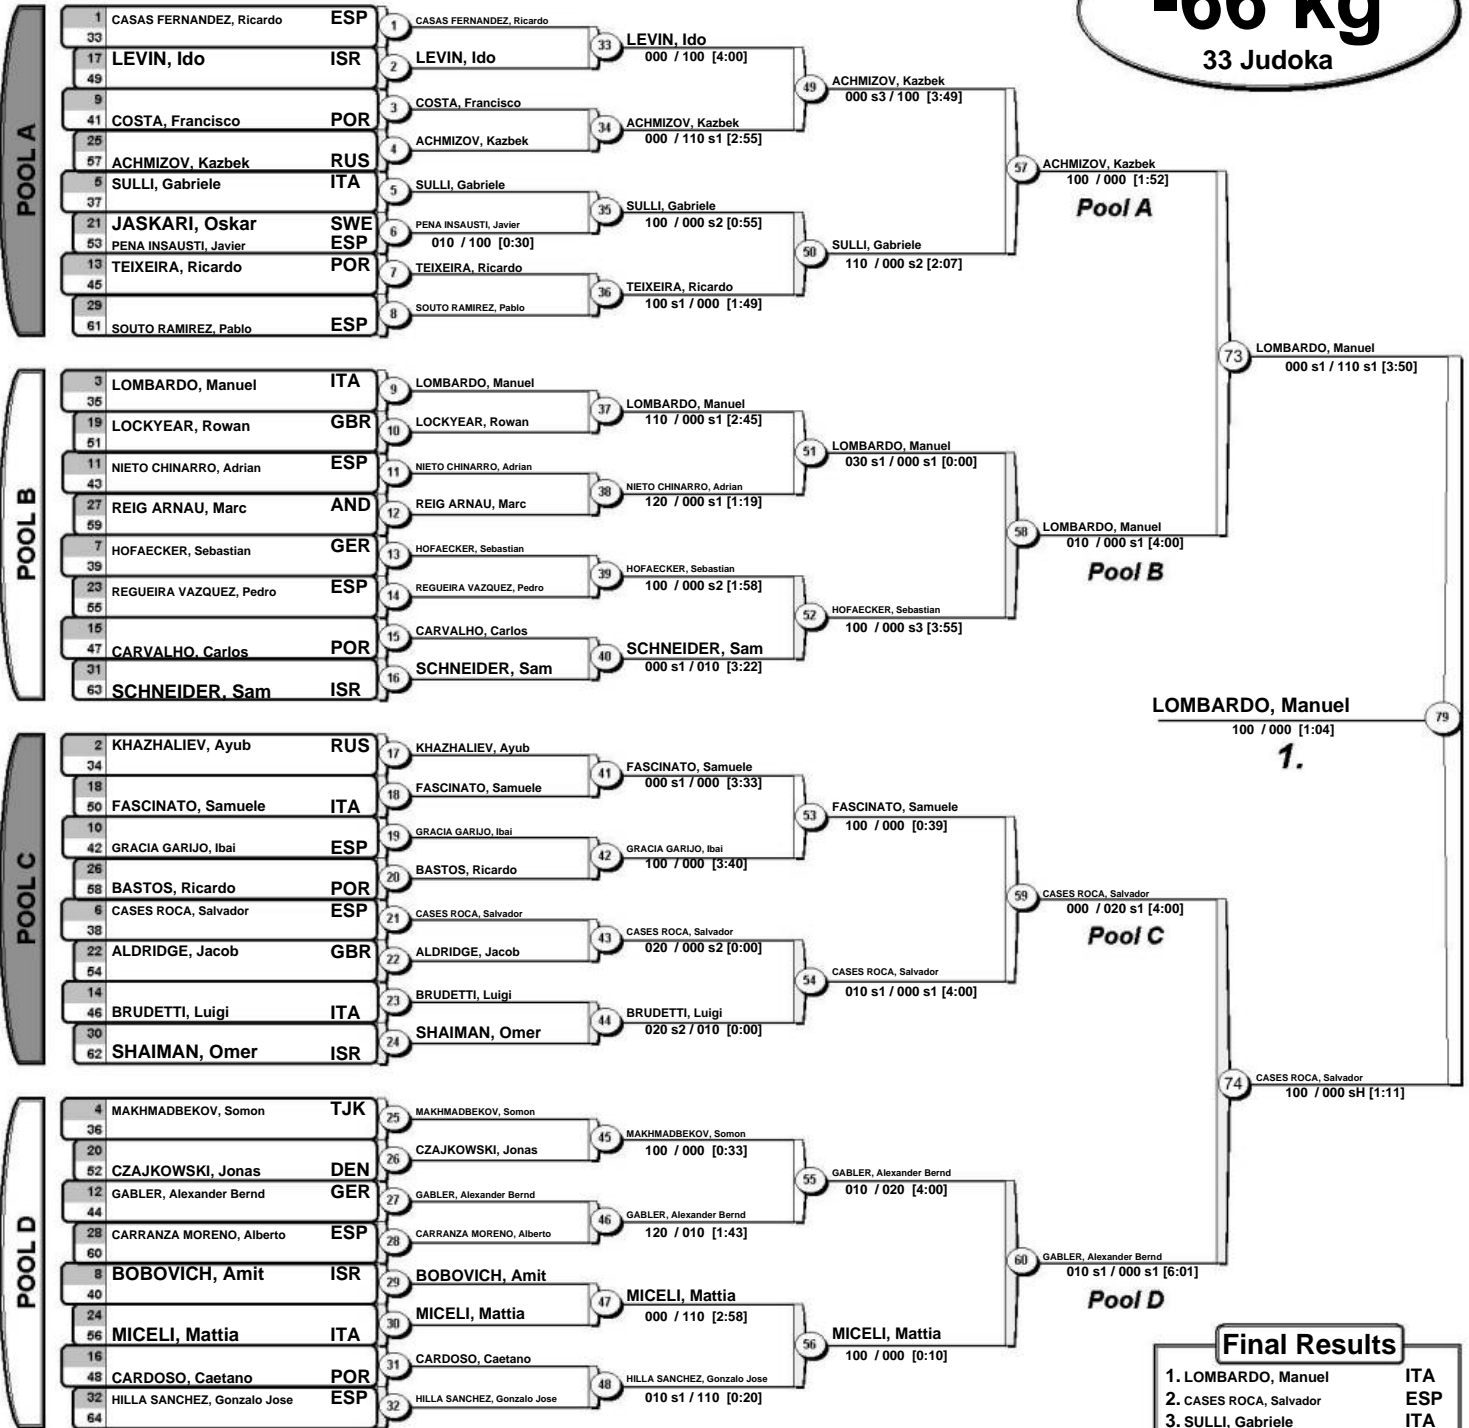 -66 kg
33 Judoka
POOL A
1 CASAS FERNANDEZ, Ricardo ESP
33
17 LEVIN, Ido ISR
49
9
41 COSTA, Francisco POR
25
57 ACHMIZOV, Kazbek RUS
5 SULLI, Gabriele ITA
37
21 JASKARI, Oskar SWE
53 PENA INSAUSTI, Javier ESP
13 TEIXEIRA, Ricardo POR
45
29
61 SOUTO RAMIREZ, Pablo ESP
1 CASAS FERNANDEZ, Ricardo
2 LEVIN, Ido
3 COSTA, Francisco
4 ACHMIZOV, Kazbek
5 SULLI, Gabriele
6 PENA INSAUSTI, Javier
010 / 100 [0:30]
7 TEIXEIRA, Ricardo
8 SOUTO RAMIREZ, Pablo
33 LEVIN, Ido
000 / 100 [4:00]
34 ACHMIZOV, Kazbek
000 / 110 s1 [2:55]
35 SULLI, Gabriele
100 / 000 s2 [0:55]
36 TEIXEIRA, Ricardo
100 s1 / 000 [1:49]
49 ACHMIZOV, Kazbek
000 s3 / 100 [3:49]
50 SULLI, Gabriele
110 / 000 s2 [2:07]
57 ACHMIZOV, Kazbek
100 / 000 [1:52]
Pool A
POOL B
3 LOMBARDO, Manuel ITA
35
19 LOCKYEAR, Rowan GBR
51
11 NIETO CHINARRO, Adrian ESP
43
27 REIG ARNAU, Marc AND
59
7 HOFAECKER, Sebastian GER
39
23 REGUEIRA VAZQUEZ, Pedro ESP
55
15
47 CARVALHO, Carlos POR
31
63 SCHNEIDER, Sam ISR
9 LOMBARDO, Manuel
10 LOCKYEAR, Rowan
11 NIETO CHINARRO, Adrian
12 REIG ARNAU, Marc
13 HOFAECKER, Sebastian
14 REGUEIRA VAZQUEZ, Pedro
15 CARVALHO, Carlos
16 SCHNEIDER, Sam
37 LOMBARDO, Manuel
110 / 000 s1 [2:45]
38 NIETO CHINARRO, Adrian
120 / 000 s1 [1:19]
39 HOFAECKER, Sebastian
100 / 000 s2 [1:58]
40 SCHNEIDER, Sam
000 s1 / 010 [3:22]
51 LOMBARDO, Manuel
030 s1 / 000 s1 [0:00]
52 HOFAECKER, Sebastian
100 / 000 s3 [3:55]
58 LOMBARDO, Manuel
010 / 000 s1 [4:00]
Pool B
73 LOMBARDO, Manuel
000 s1 / 110 s1 [3:50]
LOMBARDO, Manuel 79
100 / 000 [1:04]
1.
POOL C
2 KHAZHALIEV, Ayub RUS
34
18
50 FASCINATO, Samuele ITA
10
42 GRACIA GARIJO, Ibai ESP
26
58 BASTOS, Ricardo POR
6 CASES ROCA, Salvador ESP
38
22 ALDRIDGE, Jacob GBR
54
14
46 BRUDETTI, Luigi ITA
30
62 SHAIMAN, Omer ISR
17 KHAZHALIEV, Ayub
18 FASCINATO, Samuele
19 GRACIA GARIJO, Ibai
20 BASTOS, Ricardo
21 CASES ROCA, Salvador
22 ALDRIDGE, Jacob
23 BRUDETTI, Luigi
24 SHAIMAN, Omer
41 FASCINATO, Samuele
000 s1 / 000 [3:33]
42 GRACIA GARIJO, Ibai
100 / 000 [3:40]
43 CASES ROCA, Salvador
020 / 000 s2 [0:00]
44 BRUDETTI, Luigi
020 s2 / 010 [0:00]
53 FASCINATO, Samuele
100 / 000 [0:39]
54 CASES ROCA, Salvador
010 s1 / 000 s1 [4:00]
59 CASES ROCA, Salvador
000 / 020 s1 [4:00]
Pool C
74 CASES ROCA, Salvador
100 / 000 sH [1:11]
POOL D
4 MAKHMADBEKOV, Somon TJK
36
20
52 CZAJKOWSKI, Jonas DEN
12 GABLER, Alexander Bernd GER
44
28 CARRANZA MORENO, Alberto ESP
60
8 BOBOVICH, Amit ISR
40
24
56 MICELI, Mattia ITA
16
48 CARDOSO, Caetano POR
32 HILLA SANCHEZ, Gonzalo Jose ESP
64
25 MAKHMADBEKOV, Somon
26 CZAJKOWSKI, Jonas
27 GABLER, Alexander Bernd
28 CARRANZA MORENO, Alberto
29 BOBOVICH, Amit
30 MICELI, Mattia
31 CARDOSO, Caetano
32 HILLA SANCHEZ, Gonzalo Jose
45 MAKHMADBEKOV, Somon
100 / 000 [0:33]
46 GABLER, Alexander Bernd
120 / 010 [1:43]
47 MICELI, Mattia
000 / 110 [2:58]
48 HILLA SANCHEZ, Gonzalo Jose
010 s1 / 110 [0:20]
55 GABLER, Alexander Bernd
010 / 020 [4:00]
56 MICELI, Mattia
100 / 000 [0:10]
60 GABLER, Alexander Bernd
010 s1 / 000 s1 [6:01]
Pool D
Final Results
1. LOMBARDO, Manuel ITA
2. CASES ROCA, Salvador ESP
3. SULLI, Gabriele ITA